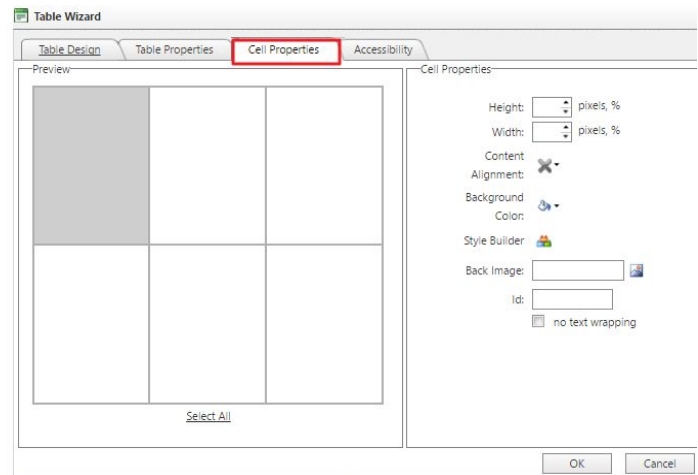 Table Wizard
Table Design Table Properties Cell Properties Accessibility
Preview
Select All
Cell Properties
Height: pixels, %
Width: pixels, %
Content
Alignment:
Background
Color:
Style Builder
Back Image:
Id:
no text wrapping
OK Cancel